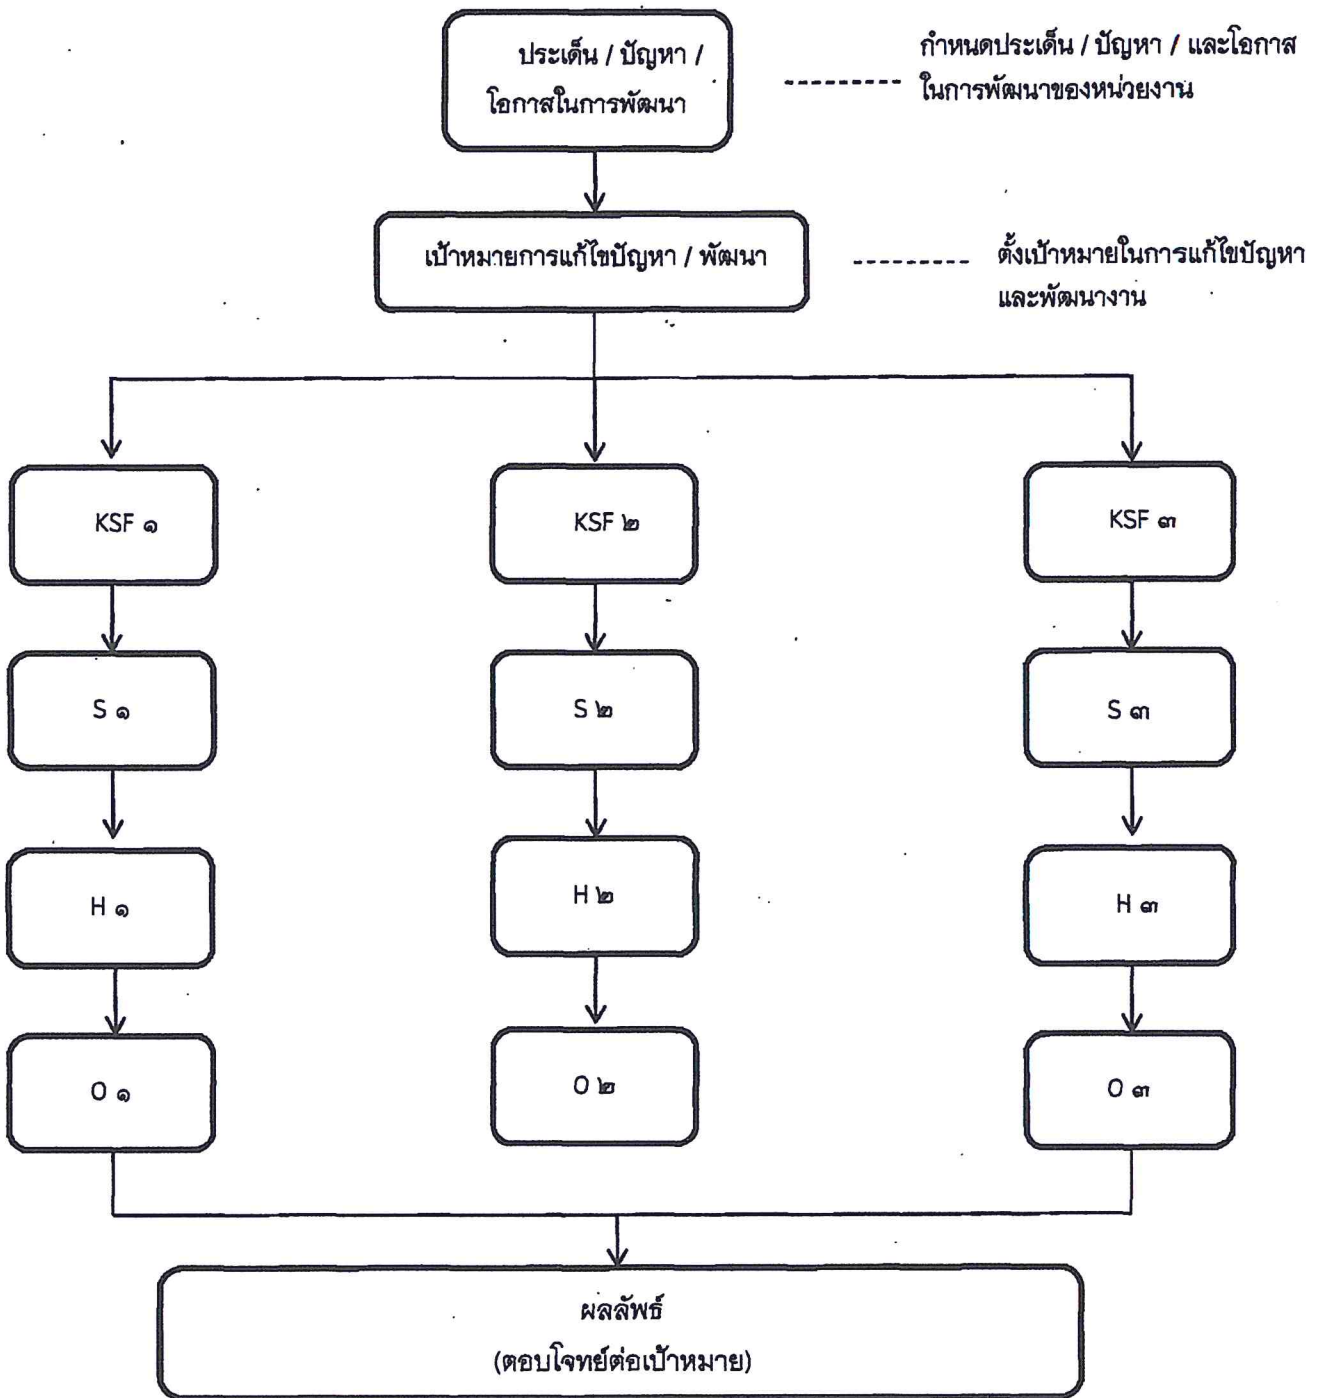 ประเด็น / ปัญหา /
โอกาสในการพัฒนา
กำหนดประเด็น / ปัญหา / และโอกาส
ในการพัฒนาของหน่วยงาน
เป้าหมายการแก้ไขปัญหา / พัฒนา
ตั้งเป้าหมายในการแก้ไขปัญหา
และพัฒนางาน
KSF ๑
KSF ๒
KSF ๓
S ๑
S ๒
S ๓
H ๑
H ๒
H ๓
O ๑
O ๒
O ๓
ผลลัพธ์
(ตอบโจทย์ต่อเป้าหมาย)